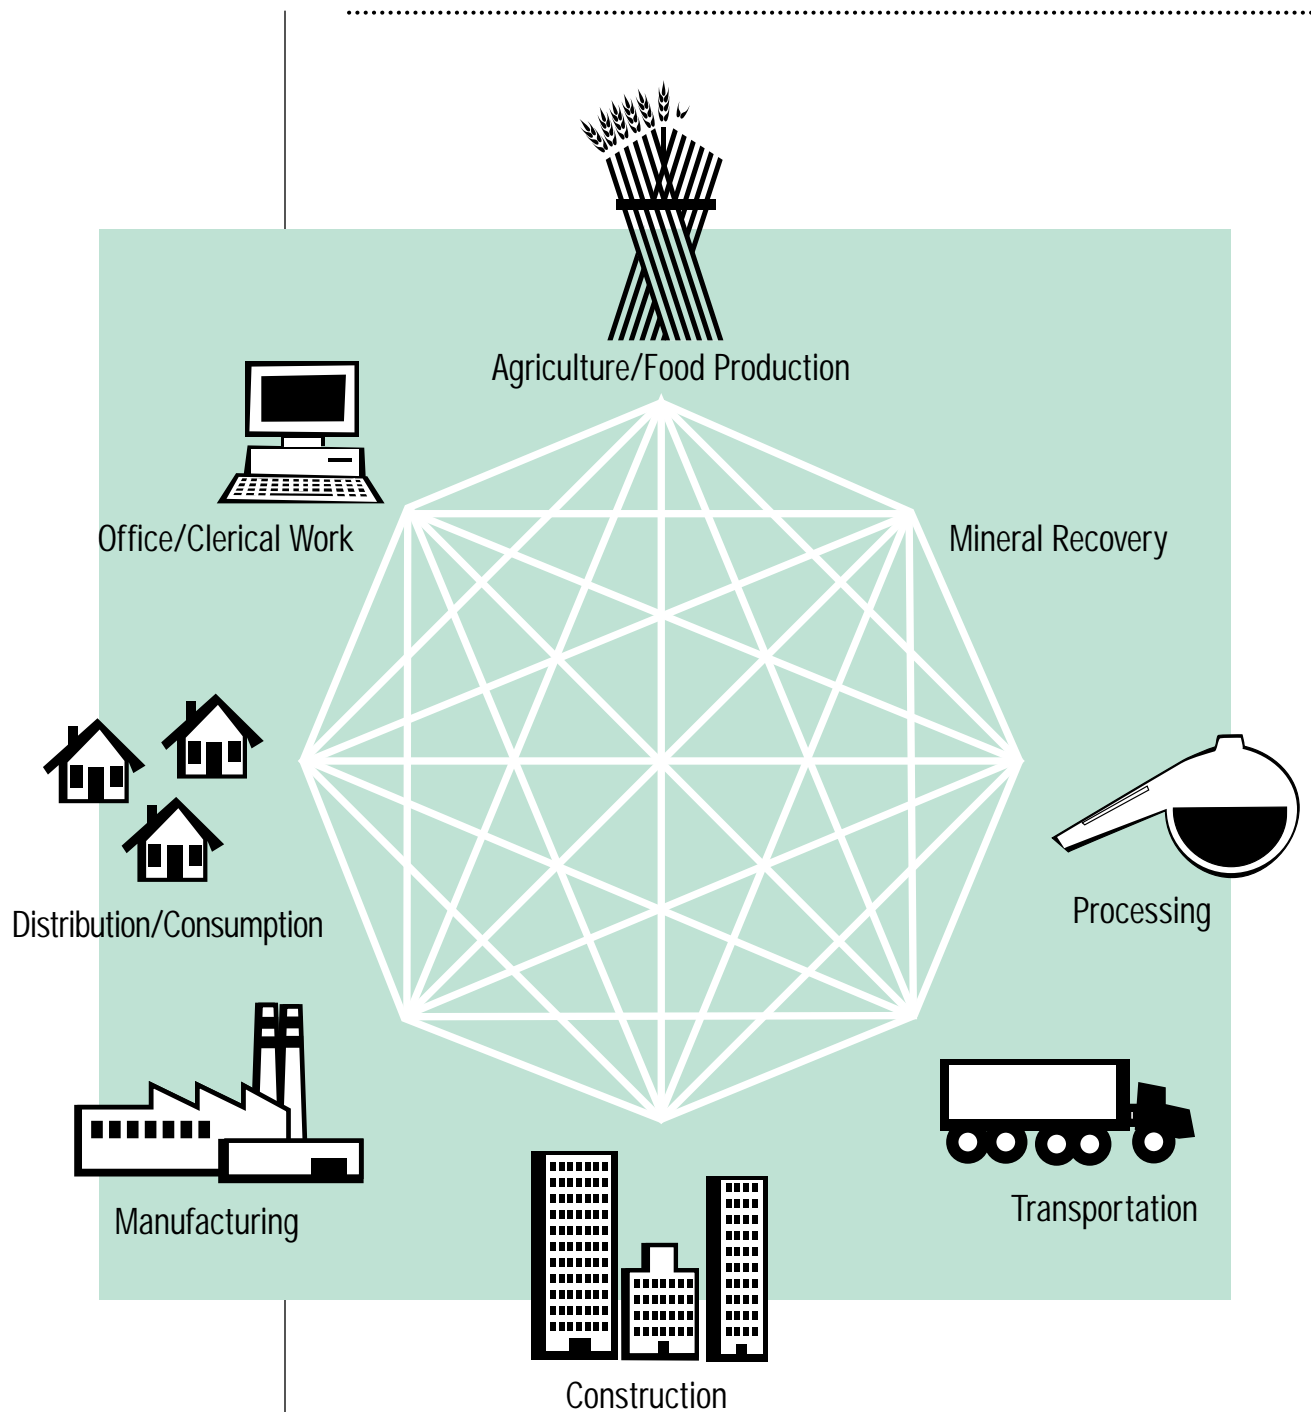 Agriculture/Food Production
Office/Clerical Work
Mineral Recovery
Distribution/Consumption
Processing
Manufacturing
Transportation
Construction